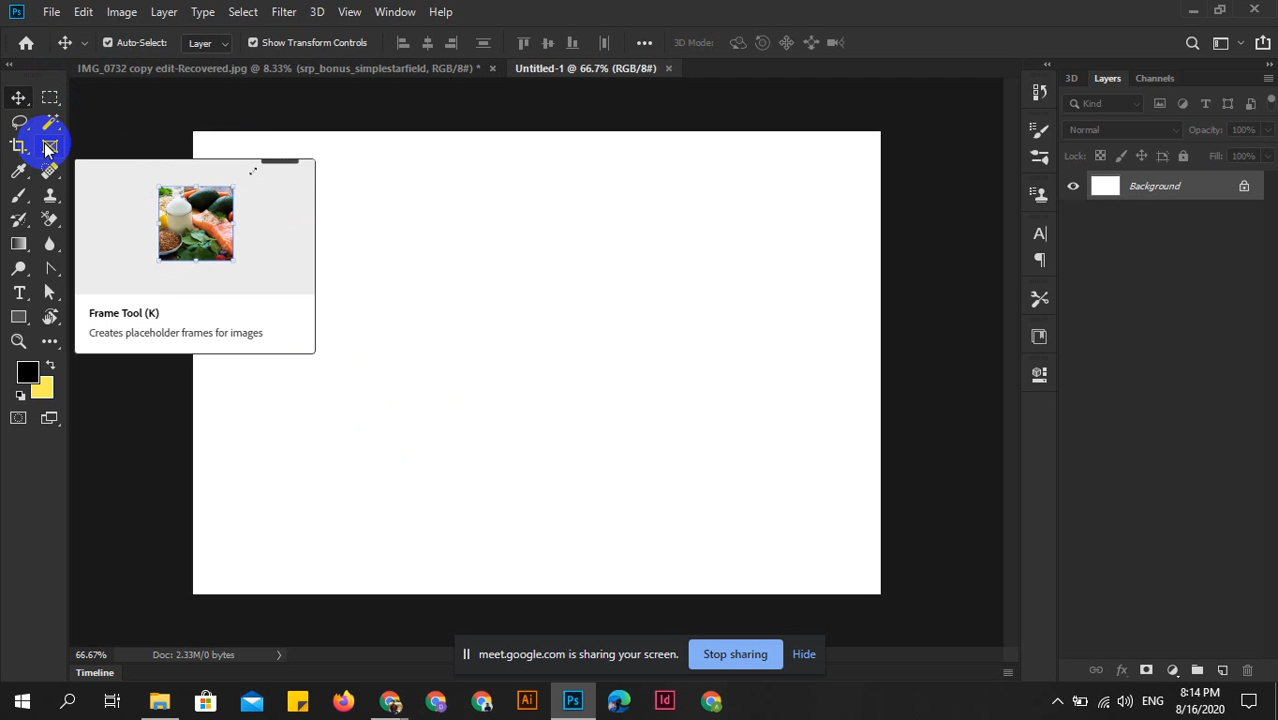 Ps File Edit Image Layer Type Select Filter 3D View Window Help
Auto-Select: Layer Show Transform Controls 3D Mode:
IMG_0732 copy edit-Recovered.jpg @ 8.33% (srp_bonus_simplestarfield, RGB/8#) * Untitled-1 @ 66.7% (RGB/8#)
3D Layers Channels
Kind
Normal Opacity: 100%
Lock: Fill: 100%
Background
Frame Tool (K)
Creates placeholder frames for images
66.67% Doc: 2.33M/0 bytes
meet.google.com is sharing your screen. Stop sharing Hide
Timeline
Ai Ps Id ENG 8:14 PM
8/16/2020